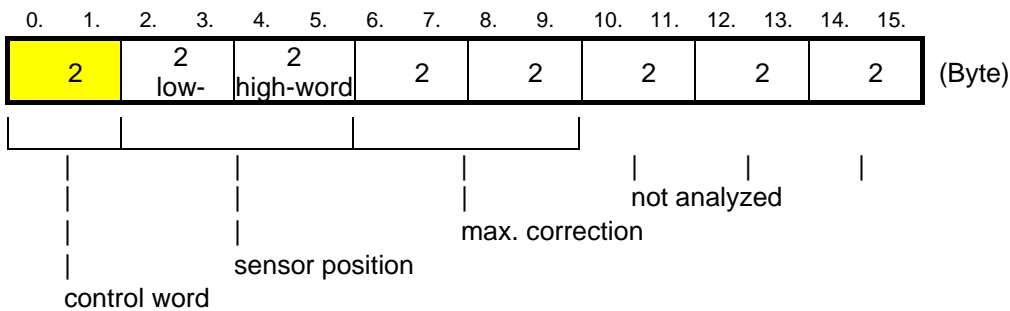 0. 1. 2. 3. 4. 5. 6. 7. 8. 9. 10. 11. 12. 13. 14. 15.
2 2 2 2 2 2 2 2 (Byte)
low- high-word
not analyzed
max. correction
sensor position
control word